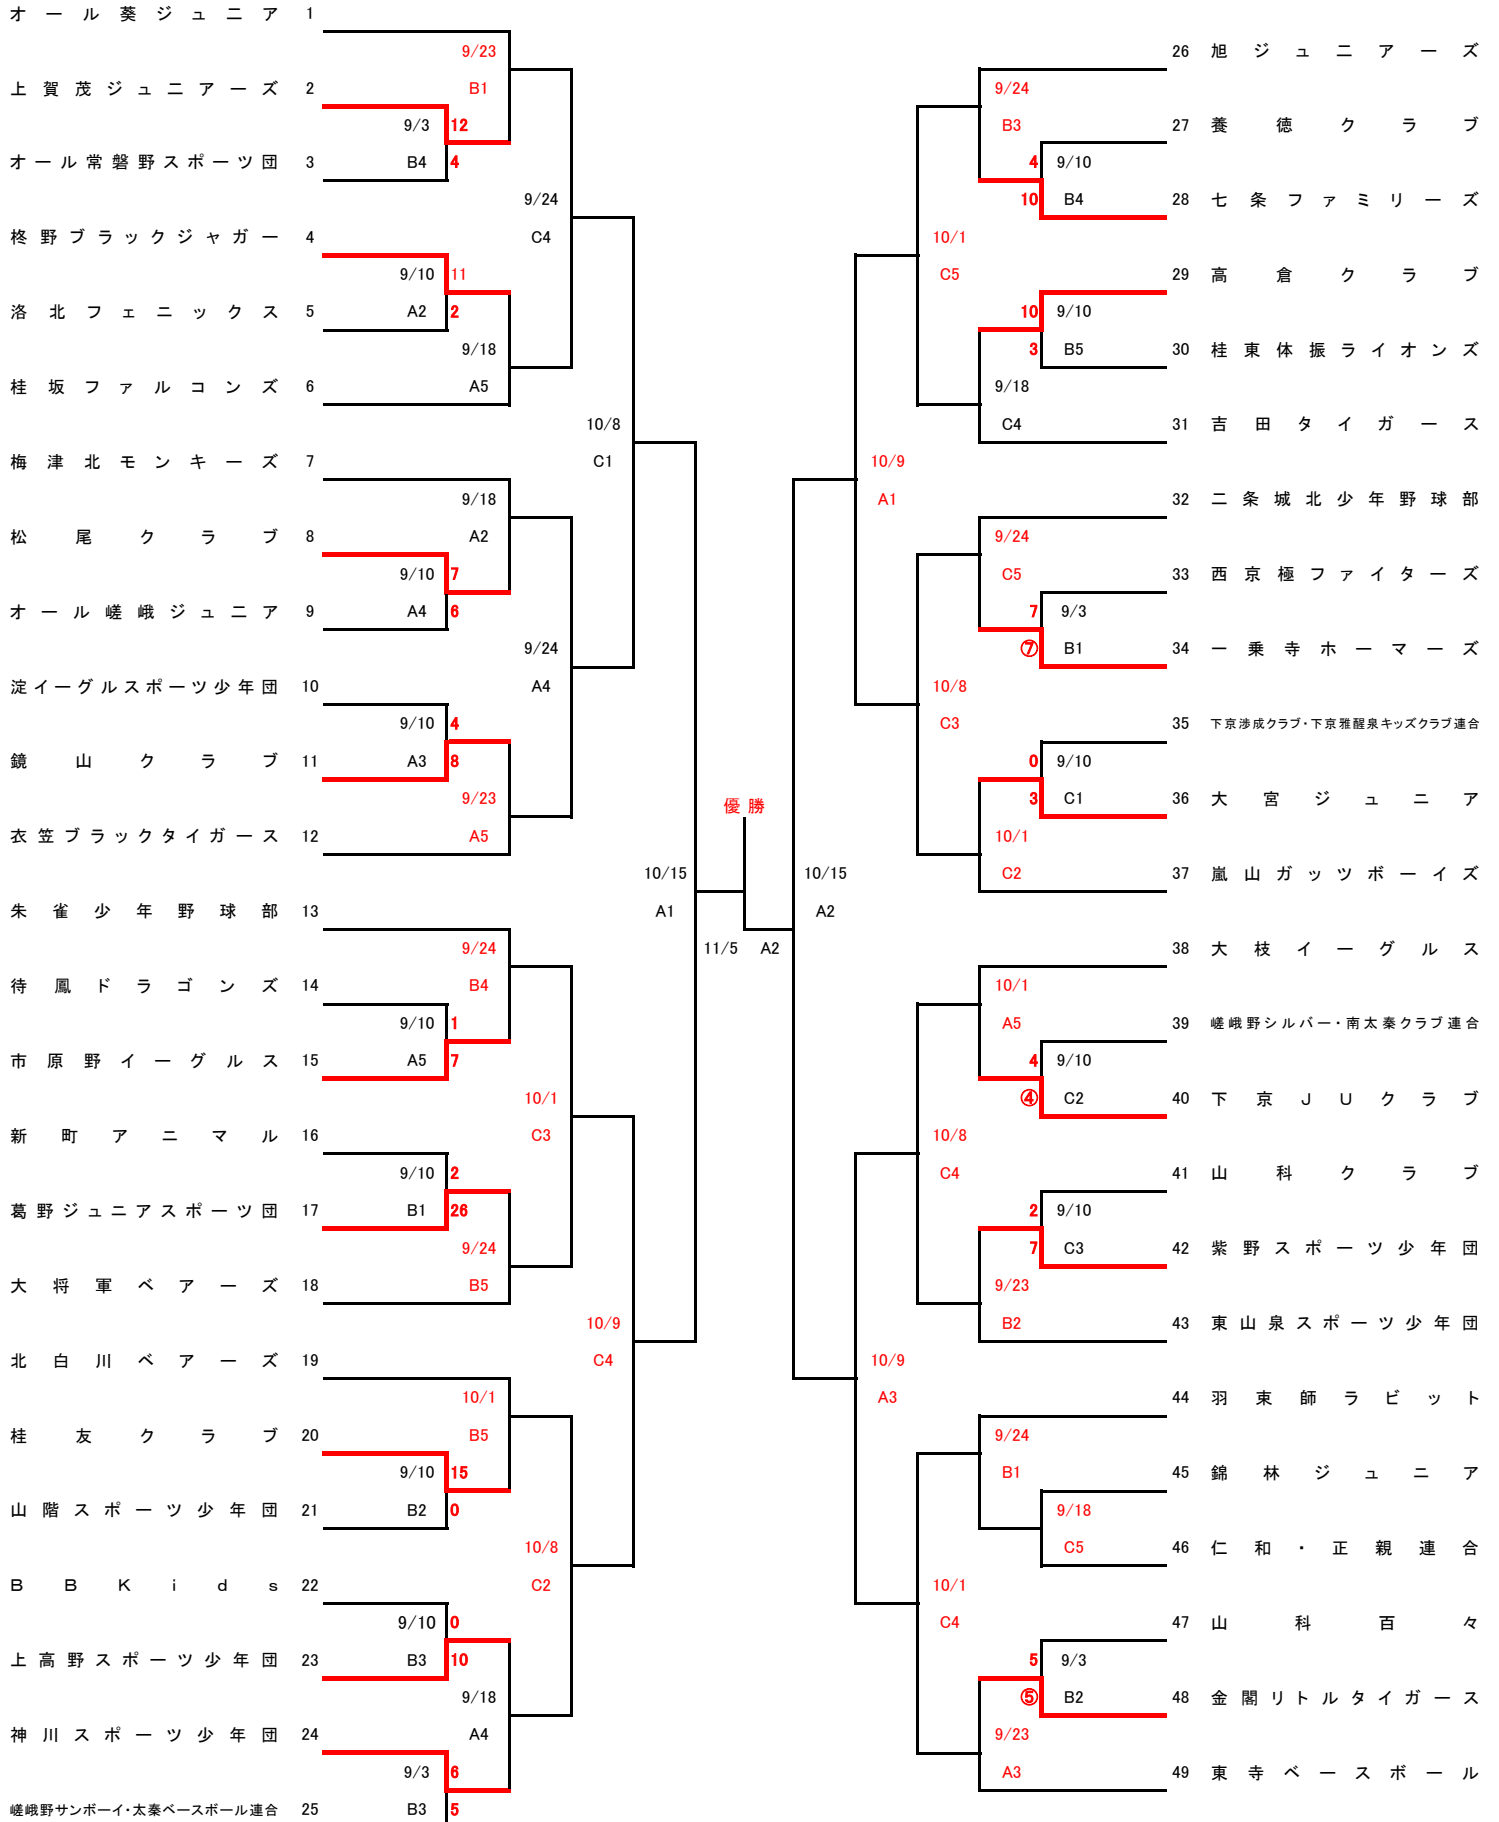 オール葵ジュニア 1
9/23
上賀茂ジュニアーズ 2 B1
9/3 12
オール常磐野スポーツ団 3 B4 4
9/24
柊野ブラックジャガー 4 C4
9/10 11
洛北フェニックス 5 A2 2
9/18
桂坂ファルコンズ 6 A5
10/8
梅津北モンキーズ 7 C1
9/18
松尾クラブ 8 A2
9/10 7
オール嵯峨ジュニア 9 A4 6
9/24
淀イーグルスポーツ少年団 10 A4
9/10 4
鏡山クラブ 11 A3 8
9/23
衣笠ブラックタイガース 12 A5
10/15
朱雀少年野球部 13 A1
9/24
待鳳ドラゴンズ 14 B4
9/10 1
市原野イーグルス 15 A5 7
10/1
新町アニマル 16 C3
9/10 2
葛野ジュニアスポーツ団 17 B1 26
9/24
大将軍ベアーズ 18 B5
10/9
北白川ベアーズ 19 C4
10/1
桂友クラブ 20 B5
9/10 15
山階スポーツ少年団 21 B2 0
10/8
BBKids 22 C2
9/10 0
上高野スポーツ少年団 23 B3 10
9/18
神川スポーツ少年団 24 A4
9/3 6
嵯峨野サンボーイ・太秦ベースボール連合 25 B3 5
優勝
11/5 A2
26 旭ジュニアーズ
9/24
B3 27 養徳クラブ
4 9/10
10 B4 28 七条ファミリーズ
10/1
C5 29 高倉クラブ
10 9/10
3 B5 30 桂東体振ライオンズ
9/18
C4 31 吉田タイガース
10/9
A1 32 二条城北少年野球部
9/24
C5 33 西京極ファイターズ
7 9/3
⑦ B1 34 一乗寺ホーマーズ
10/8
C3 35 下京渉成クラブ・下京雅醒泉キッズクラブ連合
0 9/10
3 C1 36 大宮ジュニア
10/1
C2 37 嵐山ガッツボーイズ
10/15
A2 38 大枝イーグルス
10/1
A5 39 嵯峨野シルバー・南太秦クラブ連合
4 9/10
④ C2 40 下京JUクラブ
10/8
C4 41 山科クラブ
2 9/10
7 C3 42 紫野スポーツ少年団
9/23
B2 43 東山泉スポーツ少年団
10/9
A3 44 羽束師ラビット
9/24
B1 45 錦林ジュニア
9/18
C5 46 仁和・正親連合
10/1
C4 47 山科百々
5 9/3
⑤ B2 48 金閣リトルタイガース
9/23
A3 49 東寺ベースボール